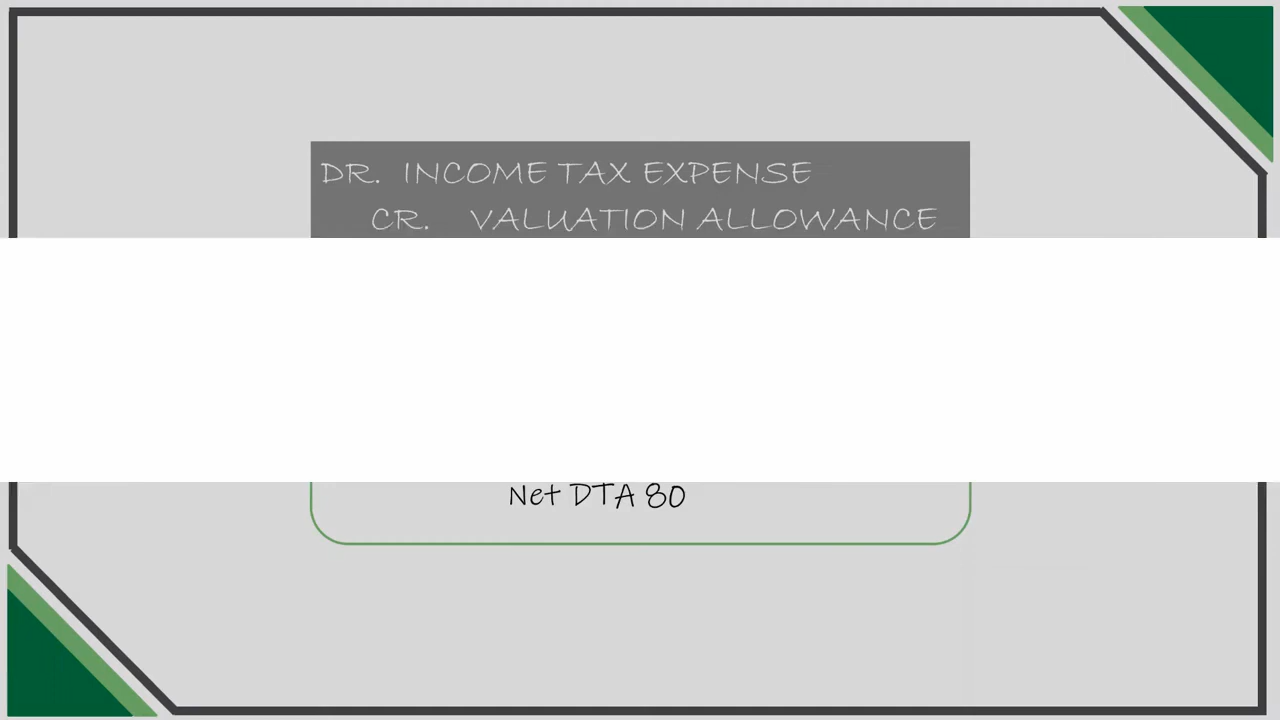 DR. INCOME TAX EXPENSE
CR. VALUATION ALLOWANCE
Net DTA 80